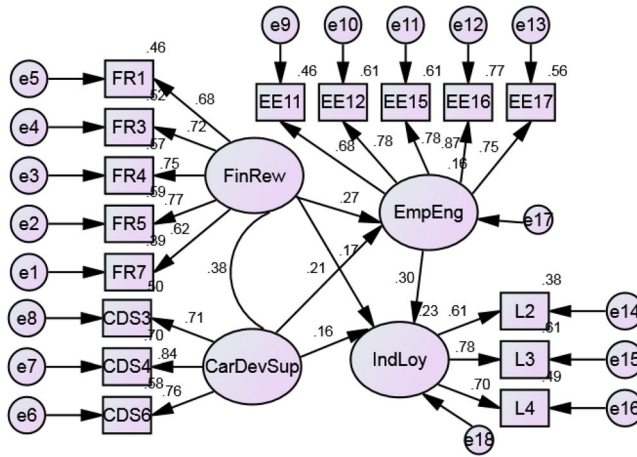 e9
e10
e11
e12
e13
.46
.46
.61
.61
.77
.56
e5
FR1
EE11
EE12
EE15
EE16
EE17
.52
.68
e4
FR3
.72
.68
.78
.78
.87
.75
.57
.16
e3
FR4
.75
FinRew
.59
.77
.27
EmpEng
e2
FR5
e17
.39
.62
.17
e1
FR7
.38
.21
.30
.50
.38
e8
CDS3
.71
.23
.61
L2
e14
.70
.16
.61
e7
CDS4
.84
CarDevSup
IndLoy
.78
L3
e15
.58
.76
.70
.49
e6
CDS6
L4
e16
e18